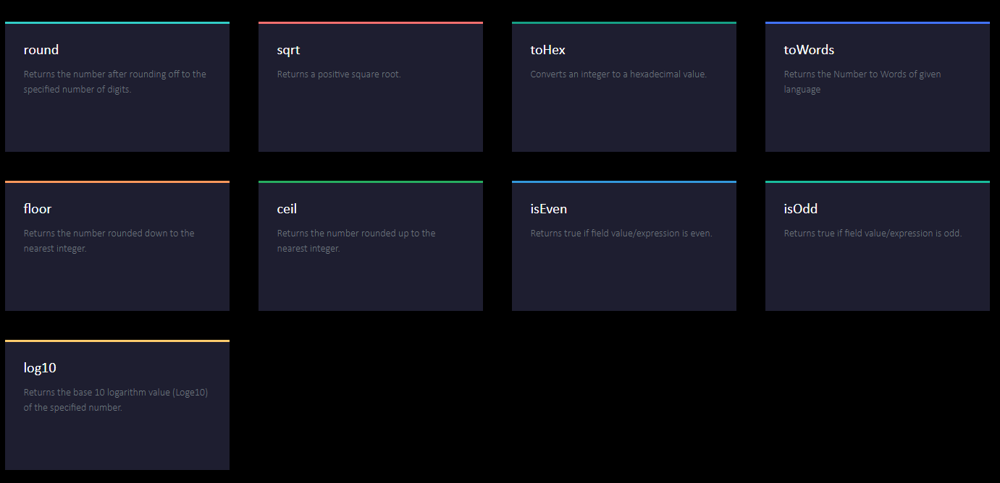 round
Returns the number after rounding off to the
specified number of digits.
sqrt
Returns a positive square root.
toHex
Converts an integer to a hexadecimal value.
toWords
Returns the Number to Words of given
language
floor
Returns the number rounded down to the
nearest integer.
ceil
Returns the number rounded up to the
nearest integer.
isEven
Returns true if field value/expression is even.
isOdd
Returns true if field value/expression is odd.
log10
Returns the base 10 logarithm value (Loge10)
of the specified number.